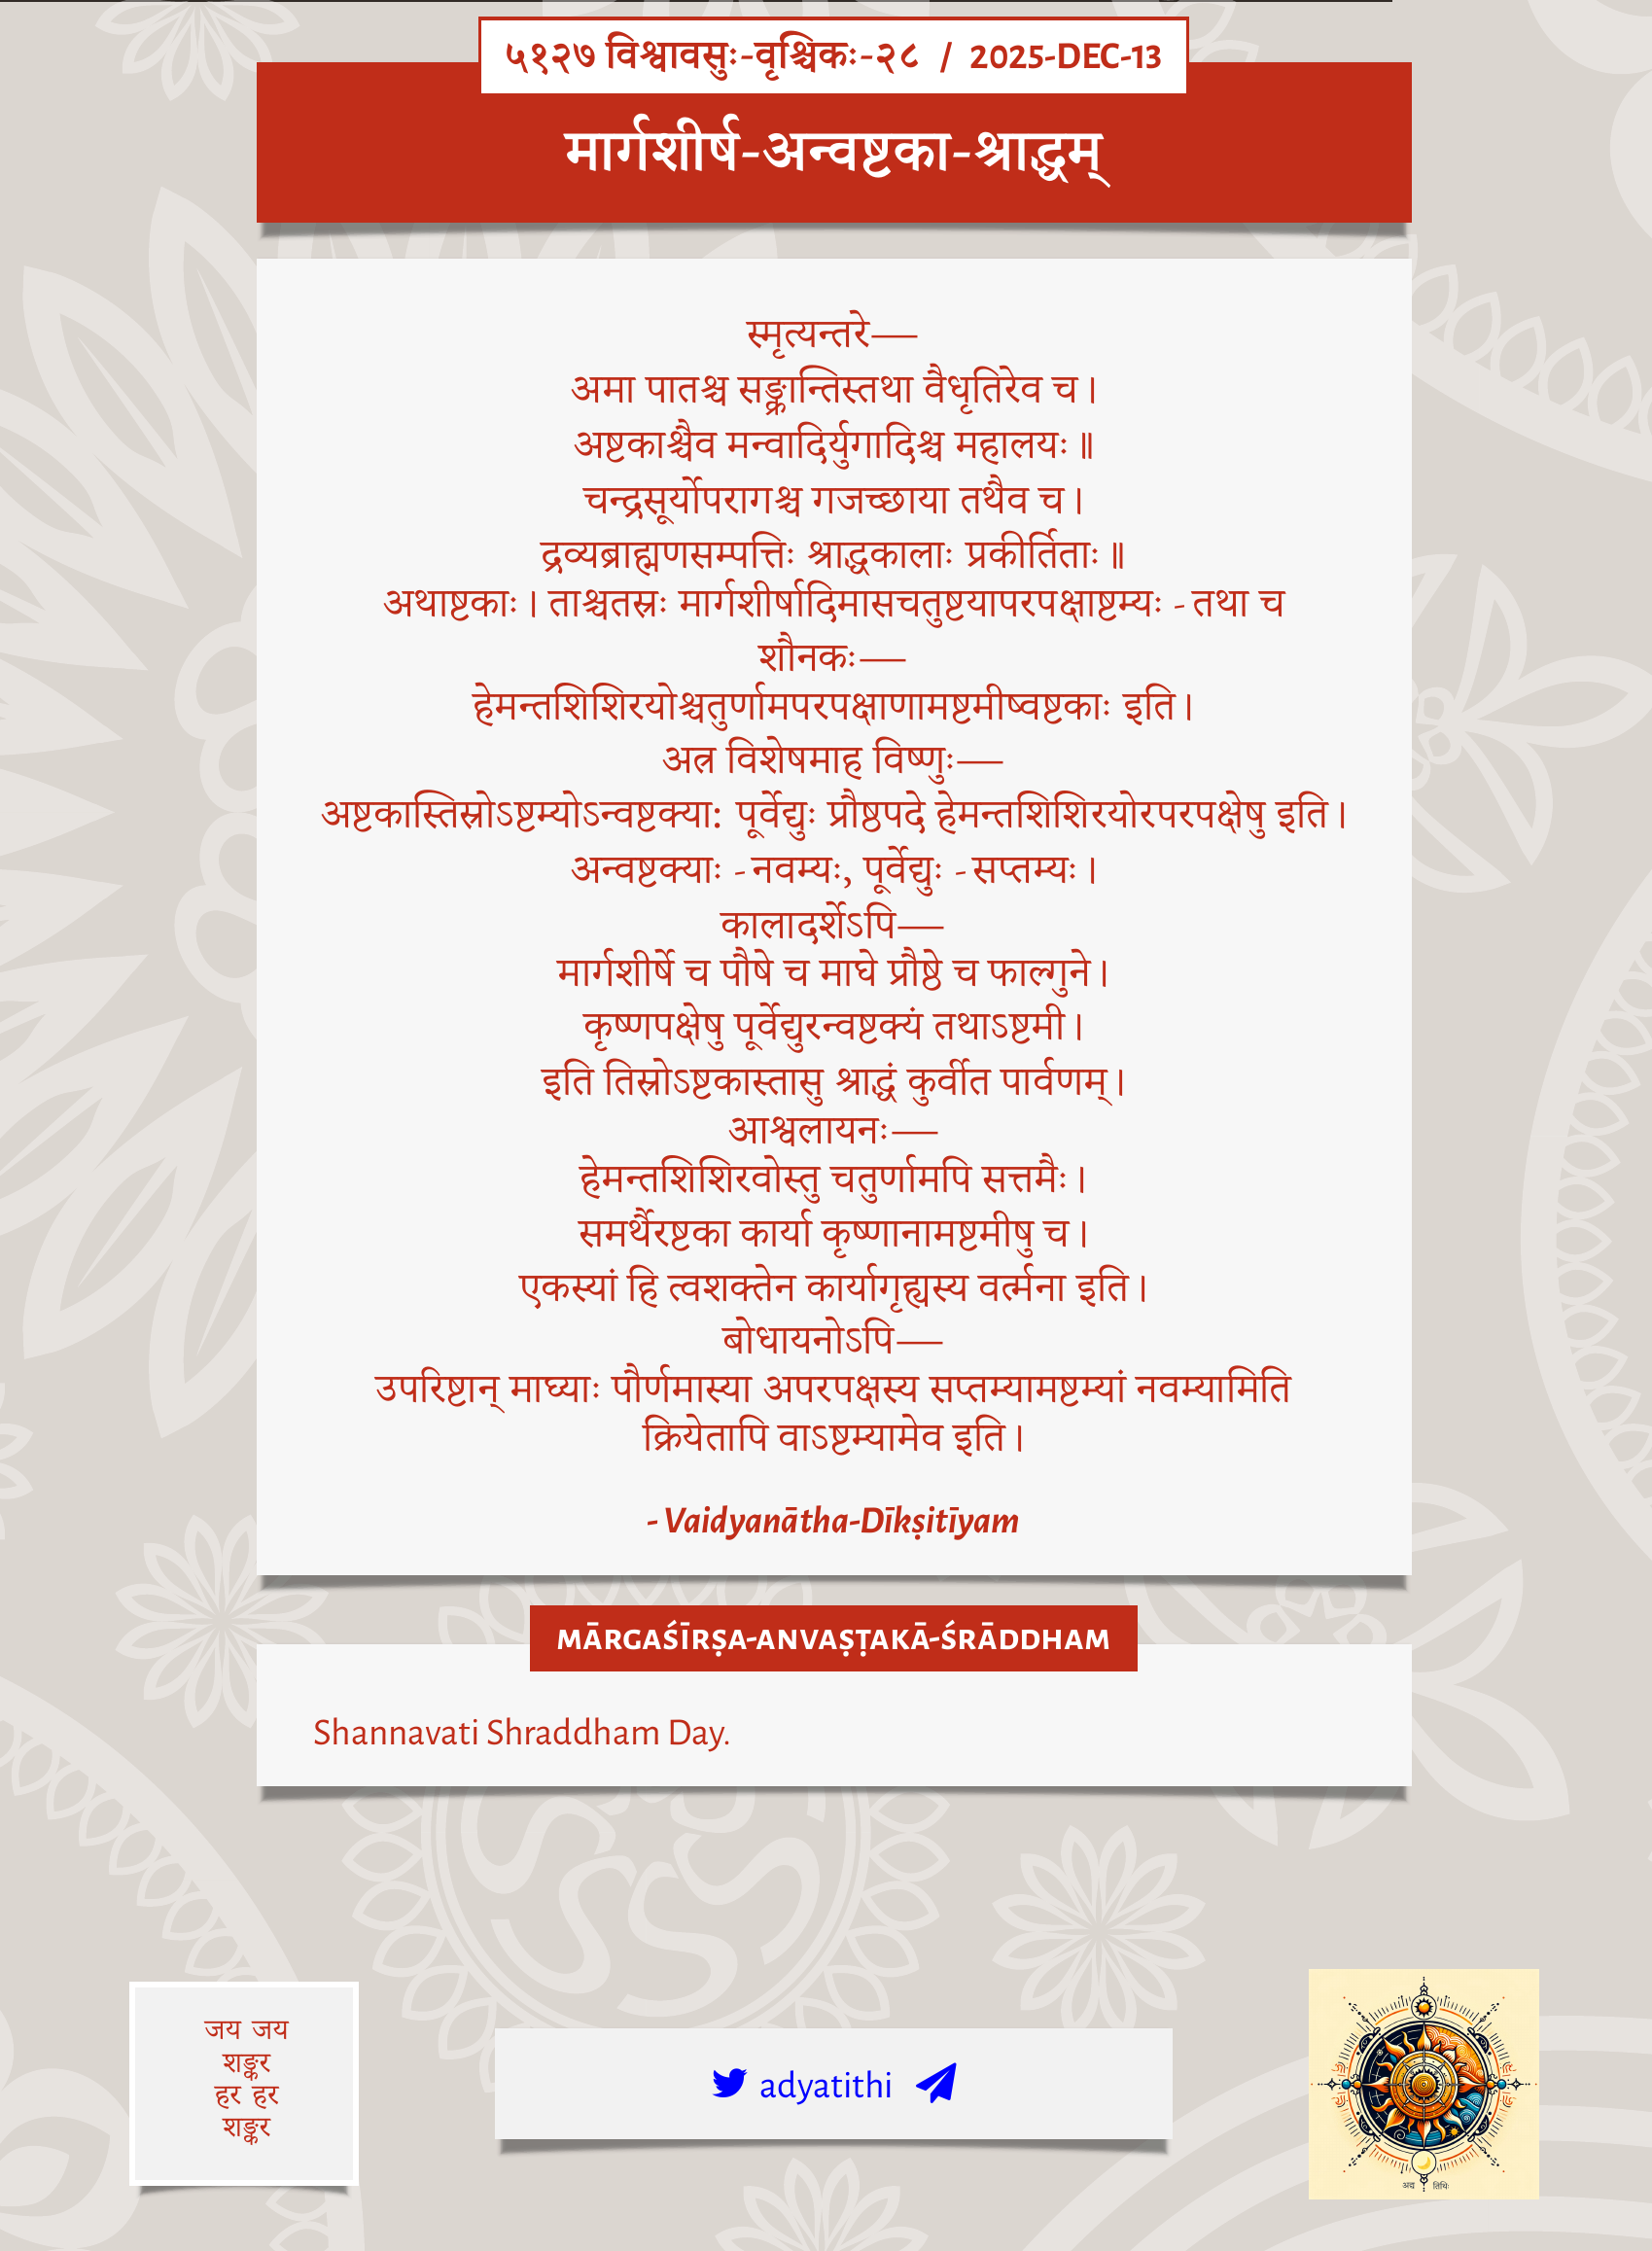 ५१२७ विश्वावसुः-वृश्चिकः-२८ / 2025-DEC-13
मार्गशीर्ष-अन्वष्टका-श्राद्धम्
स्मृत्यन्तरे—
अमा पातश्च सङ्क्रान्तिस्तथा वैधृतिरेव च।
अष्टकाश्चैव मन्वादिर्युगादिश्च महालयः॥
चन्द्रसूर्योपरागश्च गजच्छाया तथैव च।
द्रव्यब्राह्मणसम्पत्तिः श्राद्धकालाः प्रकीर्तिताः॥
अथाष्टकाः। ताश्चतस्रः मार्गशीर्षादिमासचतुष्टयापरपक्षाष्टम्यः - तथा च
शौनकः—
हेमन्तशिशिरयोश्चतुर्णामपरपक्षाणामष्टमीष्वष्टकाः इति।
अत्र विशेषमाह विष्णुः—
अष्टकास्तिस्रोऽष्टम्योऽन्वष्टक्या: पूर्वेद्युः प्रौष्ठपदे हेमन्तशिशिरयोरपरपक्षेषु इति।
अन्वष्टक्याः - नवम्यः, पूर्वेद्युः - सप्तम्यः।
कालादर्शेऽपि—
मार्गशीर्षे च पौषे च माघे प्रौष्ठे च फाल्गुने।
कृष्णपक्षेषु पूर्वेद्युरन्वष्टक्यं तथाऽष्टमी।
इति तिस्रोऽष्टकास्तासु श्राद्धं कुर्वीत पार्वणम्।
आश्वलायनः—
हेमन्तशिशिरवोस्तु चतुर्णामपि सत्तमैः।
समर्थैरष्टका कार्या कृष्णानामष्टमीषु च।
एकस्यां हि त्वशक्तेन कार्यागृह्यस्य वर्त्मना इति।
बोधायनोऽपि—
उपरिष्टान् माघ्याः पौर्णमास्या अपरपक्षस्य सप्तम्यामष्टम्यां नवम्यामिति
क्रियेतापि वाऽष्टम्यामेव इति।
- Vaidyanātha-Dīkṣitīyam
MĀRGAŚĪRṢA-ANVAṢṬAKĀ-ŚRĀDDHAM
Shannavati Shraddham Day.
जय जय
शङ्कर
हर हर
शङ्कर
adyatithi
अद्य तिथिः